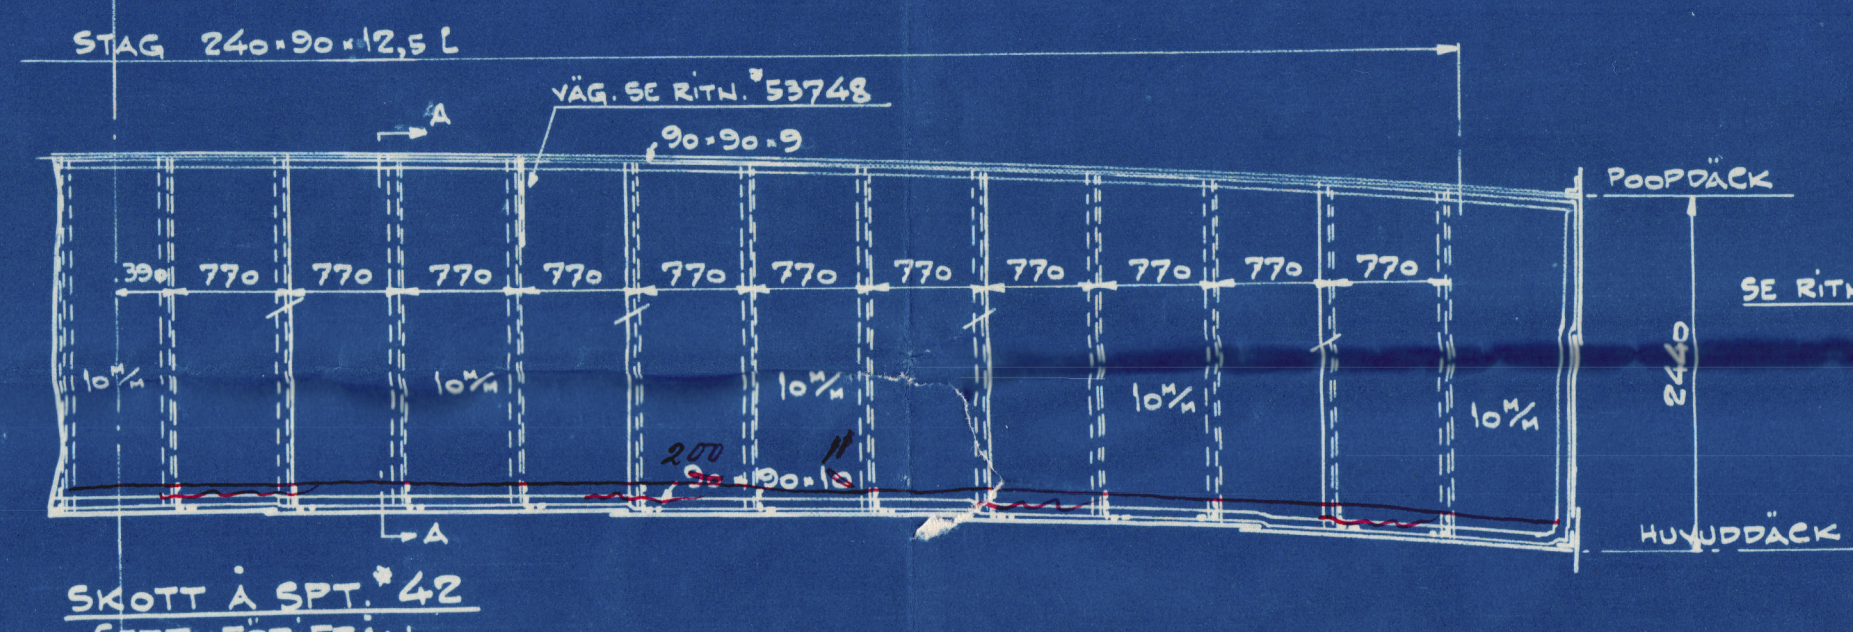 STAG 240×90×12,5 L
VÄG. SE RITN. #53748
A
90×90×9
POOPDÄCK
390 770 770 770 770 770 770 770 770 770 770 770
SE RITN
2440
10 M/M 10 M/M 10 M/M 10 M/M 10 M/M
200 11
90×90×10
A
HUVUDDÄCK
SKOTT Å SPT. #42